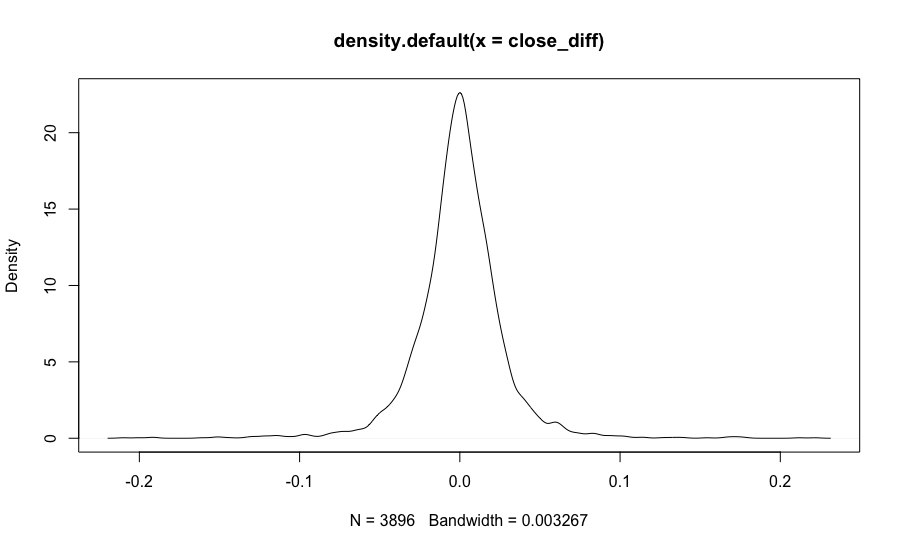 density.default(x = close_diff)
Density
20
15
10
5
0
-0.2 -0.1 0.0 0.1 0.2
N = 3896 Bandwidth = 0.003267